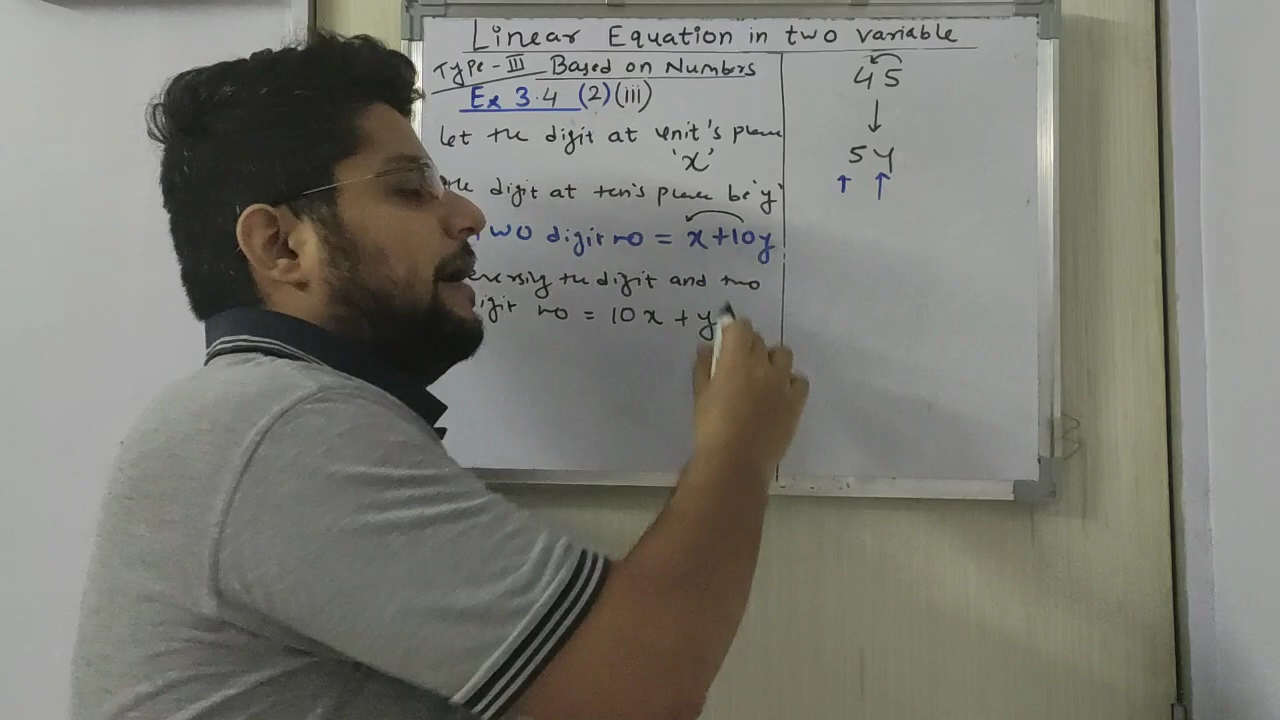 Linear Equation in two variable
Type-III Based on Numbers
Ex 3.4 (2)(iii)
Let the digit at unit's place
'x'
the digit at ten's place be 'y'
Two digit no = x+10y
the digit and two
digit no = 10x + y
45
↓
54
↑ ↑